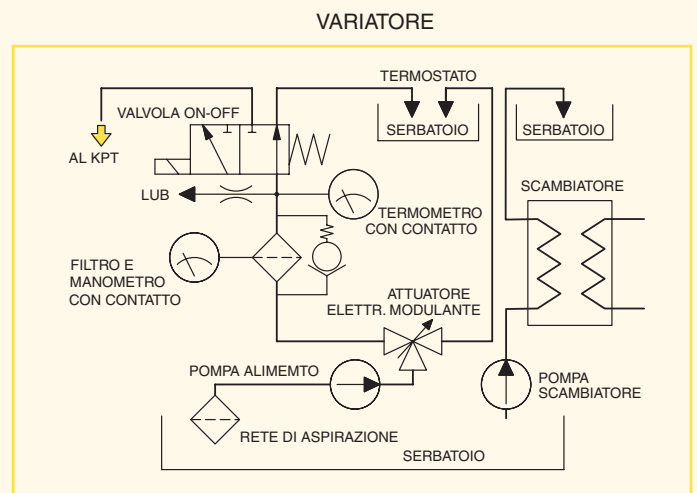 VARIATORE
TERMOSTATO
VALVOLA ON-OFF
SERBATOIO
SERBATOIO
AL KPT
SCAMBIATORE
LUB
TERMOMETRO
CON CONTATTO
FILTRO E
MANOMETRO
CON CONTATTO
ATTUATORE
ELETTR. MODULANTE
POMPA ALIMEMTO
POMPA
SCAMBIATORE
RETE DI ASPIRAZIONE
SERBATOIO